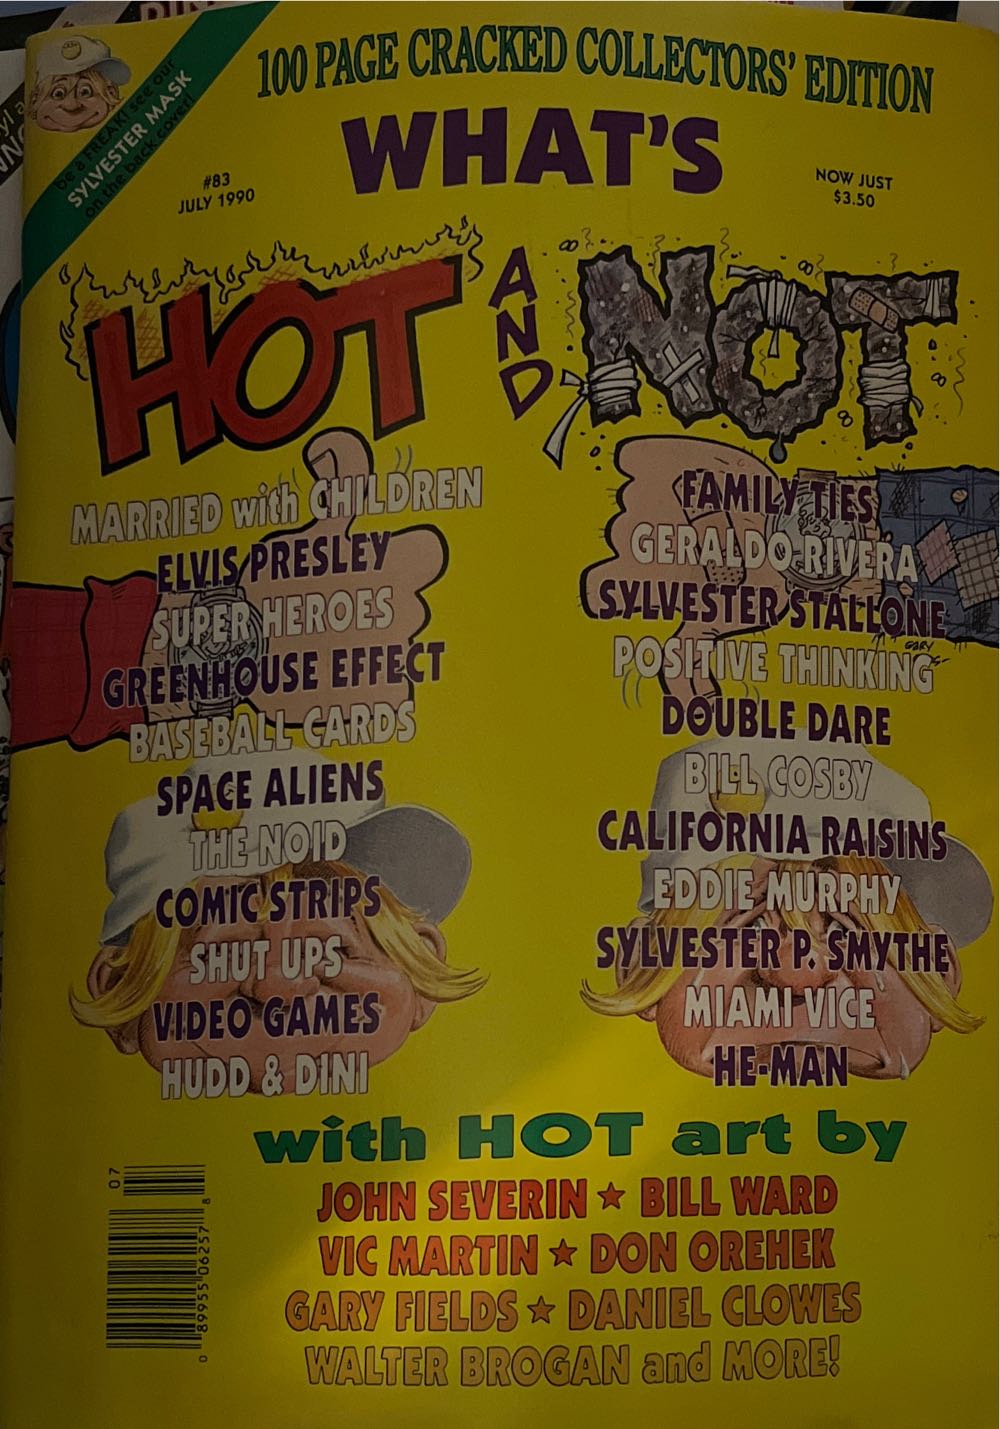 100 PAGE CRACKED COLLECTORS' EDITION
be a FREAK! see our
SYLVESTER MASK
on the back cover!
WHAT'S
#83
JULY 1990
NOW JUST
$3.50
HOT
AND
NOT
MARRIED with CHILDREN
ELVIS PRESLEY
SUPER HEROES
GREENHOUSE EFFECT
BASEBALL CARDS
SPACE ALIENS
THE NOID
COMIC STRIPS
SHUT UPS
VIDEO GAMES
HUDD & DINI
FAMILY TIES
GERALDO RIVERA
SYLVESTER STALLONE
POSITIVE THINKING
DOUBLE DARE
BILL COSBY
CALIFORNIA RAISINS
EDDIE MURPHY
SYLVESTER P. SMYTHE
MIAMI VICE
HE-MAN
with HOT art by
JOHN SEVERIN ★ BILL WARD
VIC MARTIN ★ DON OREHEK
GARY FIELDS ★ DANIEL CLOWES
WALTER BROGAN and MORE!
07
0 89955 06257 8